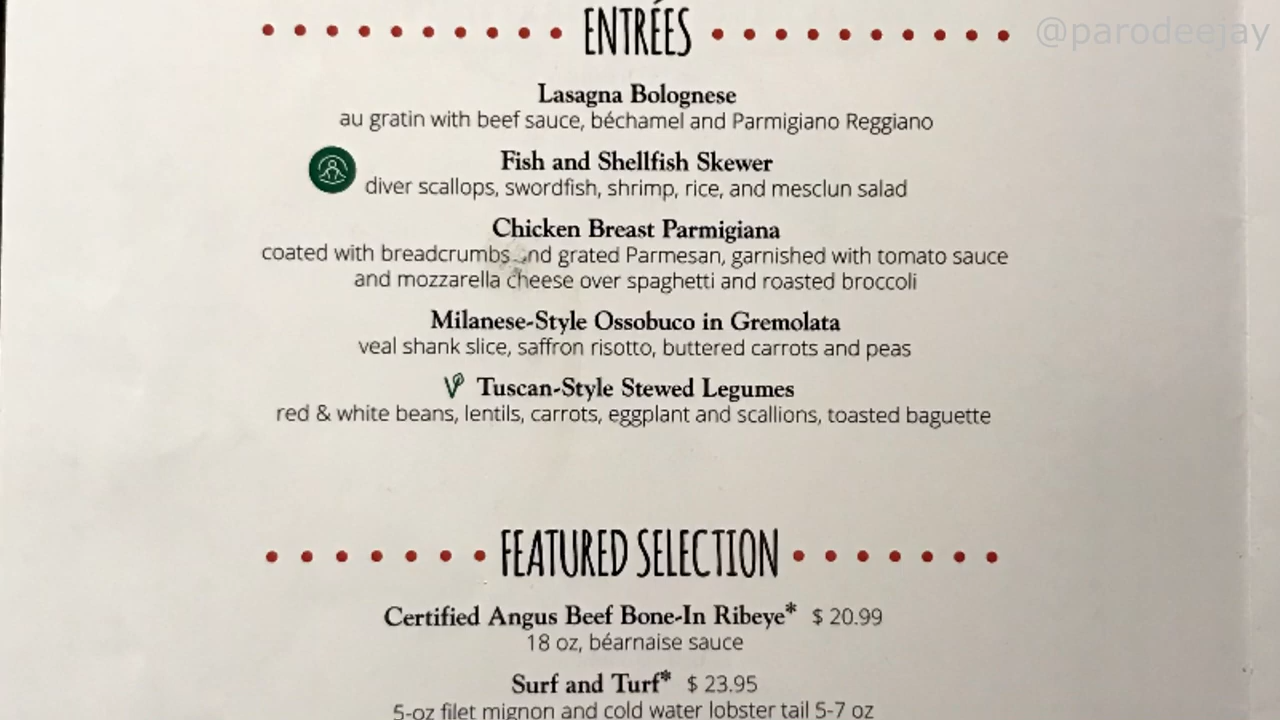 ENTRÉES
@parodeejay
Lasagna Bolognese
au gratin with beef sauce, béchamel and Parmigiano Reggiano
Fish and Shellfish Skewer
diver scallops, swordfish, shrimp, rice, and mesclun salad
Chicken Breast Parmigiana
coated with breadcrumbs and grated Parmesan, garnished with tomato sauce
and mozzarella cheese over spaghetti and roasted broccoli
Milanese-Style Ossobuco in Gremolata
veal shank slice, saffron risotto, buttered carrots and peas
Tuscan-Style Stewed Legumes
red & white beans, lentils, carrots, eggplant and scallions, toasted baguette
FEATURED SELECTION
Certified Angus Beef Bone-In Ribeye* $ 20.99
18 oz, béarnaise sauce
Surf and Turf* $ 23.95
5-oz filet mignon and cold water lobster tail 5-7 oz